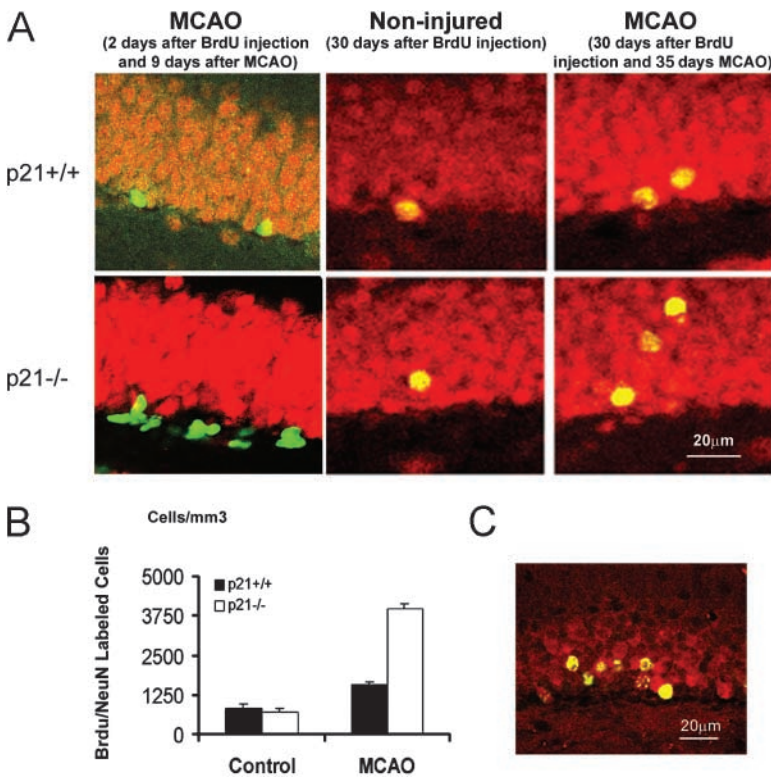 A
MCAO
(2 days after BrdU injection
and 9 days after MCAO)
Non-injured
(30 days after BrdU injection)
MCAO
(30 days after BrdU
injection and 35 days MCAO)
p21+/+
p21-/-
20µm
B
Cells/mm3
Brdu/NeuN Labeled Cells
5000
3750
2500
1250
0
p21+/+
p21-/-
Control
MCAO
C
20µm